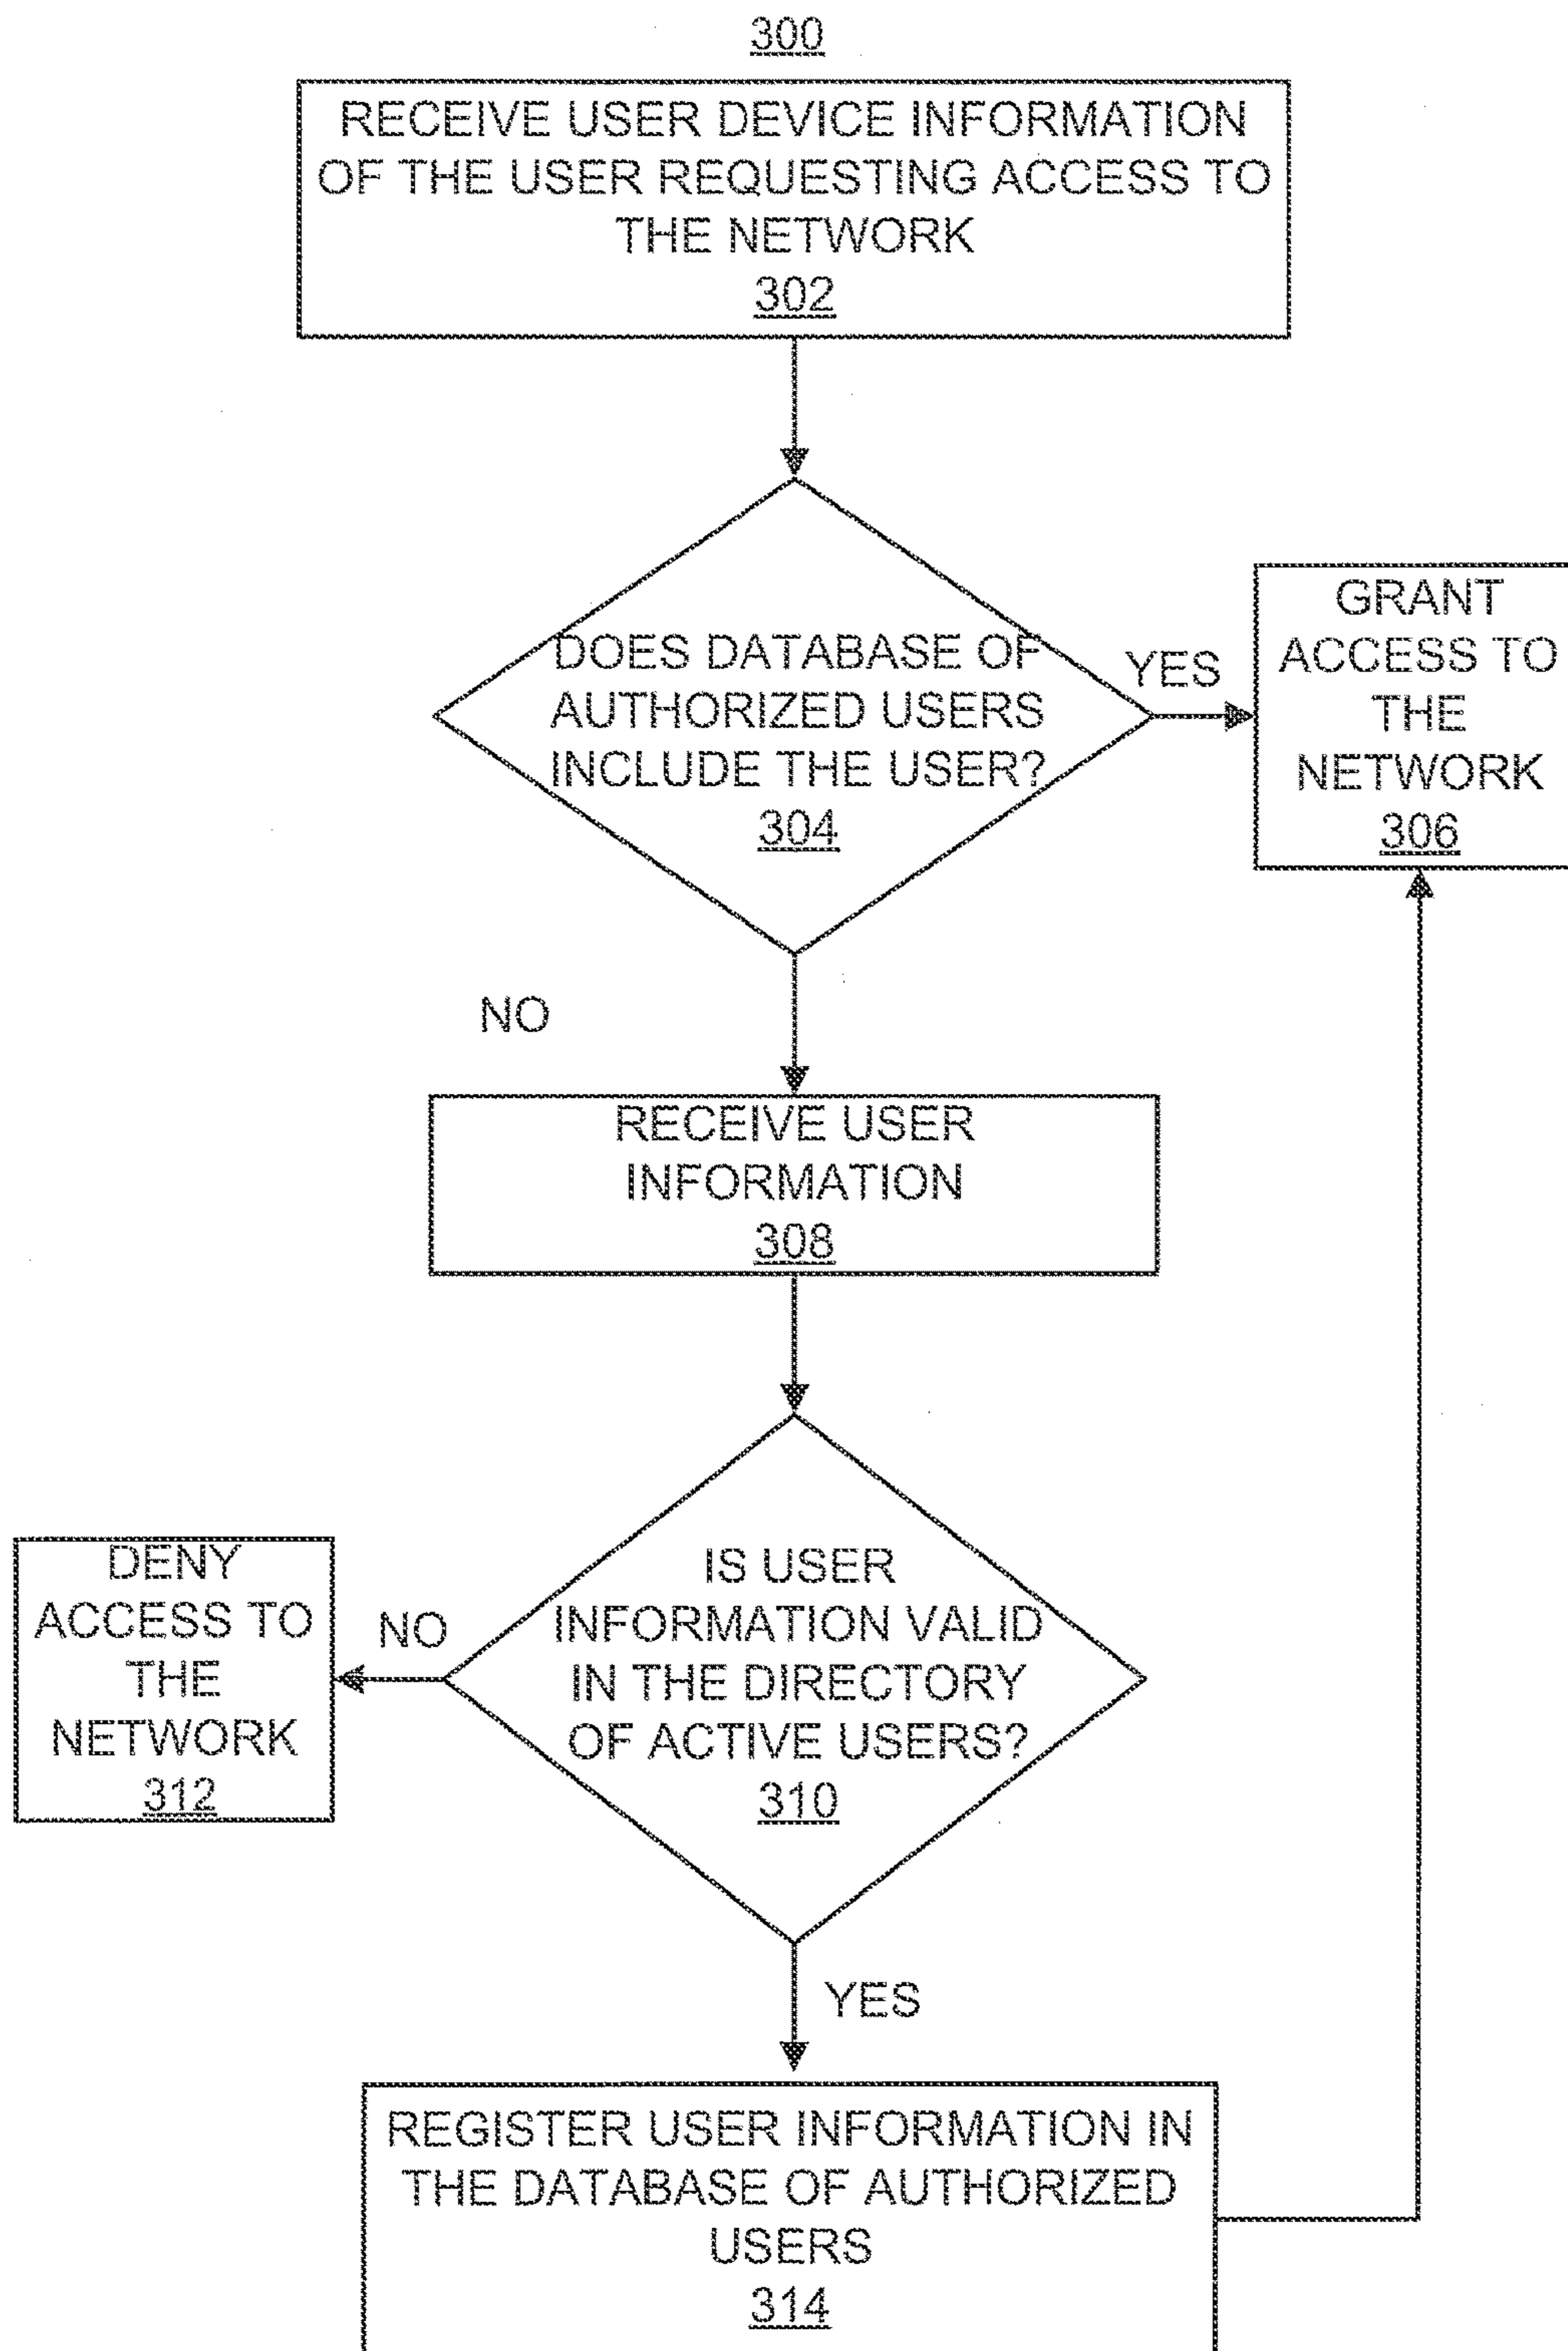 300
RECEIVE USER DEVICE INFORMATION
OF THE USER REQUESTING ACCESS TO
THE NETWORK
302
DOES DATABASE OF
AUTHORIZED USERS
INCLUDE THE USER?
304
YES
GRANT
ACCESS TO
THE
NETWORK
306
NO
RECEIVE USER
INFORMATION
308
IS USER
INFORMATION VALID
IN THE DIRECTORY
OF ACTIVE USERS?
310
NO
DENY
ACCESS TO
THE
NETWORK
312
YES
REGISTER USER INFORMATION IN
THE DATABASE OF AUTHORIZED
USERS
314